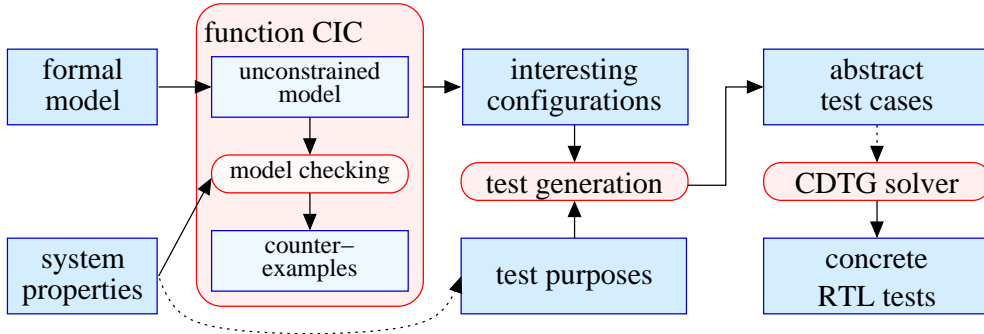 function CIC
formal
model
unconstrained
model
interesting
configurations
abstract
test cases
model checking
test generation
CDTG solver
system
properties
counter–
examples
test purposes
concrete
RTL tests